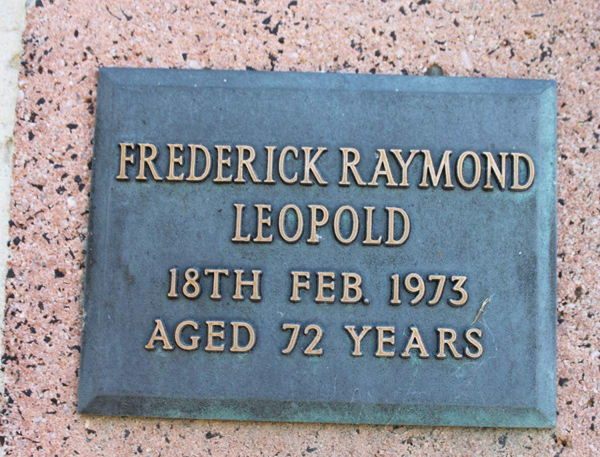 FREDERICK RAYMOND
LEOPOLD
18TH FEB. 1973
AGED 72 YEARS